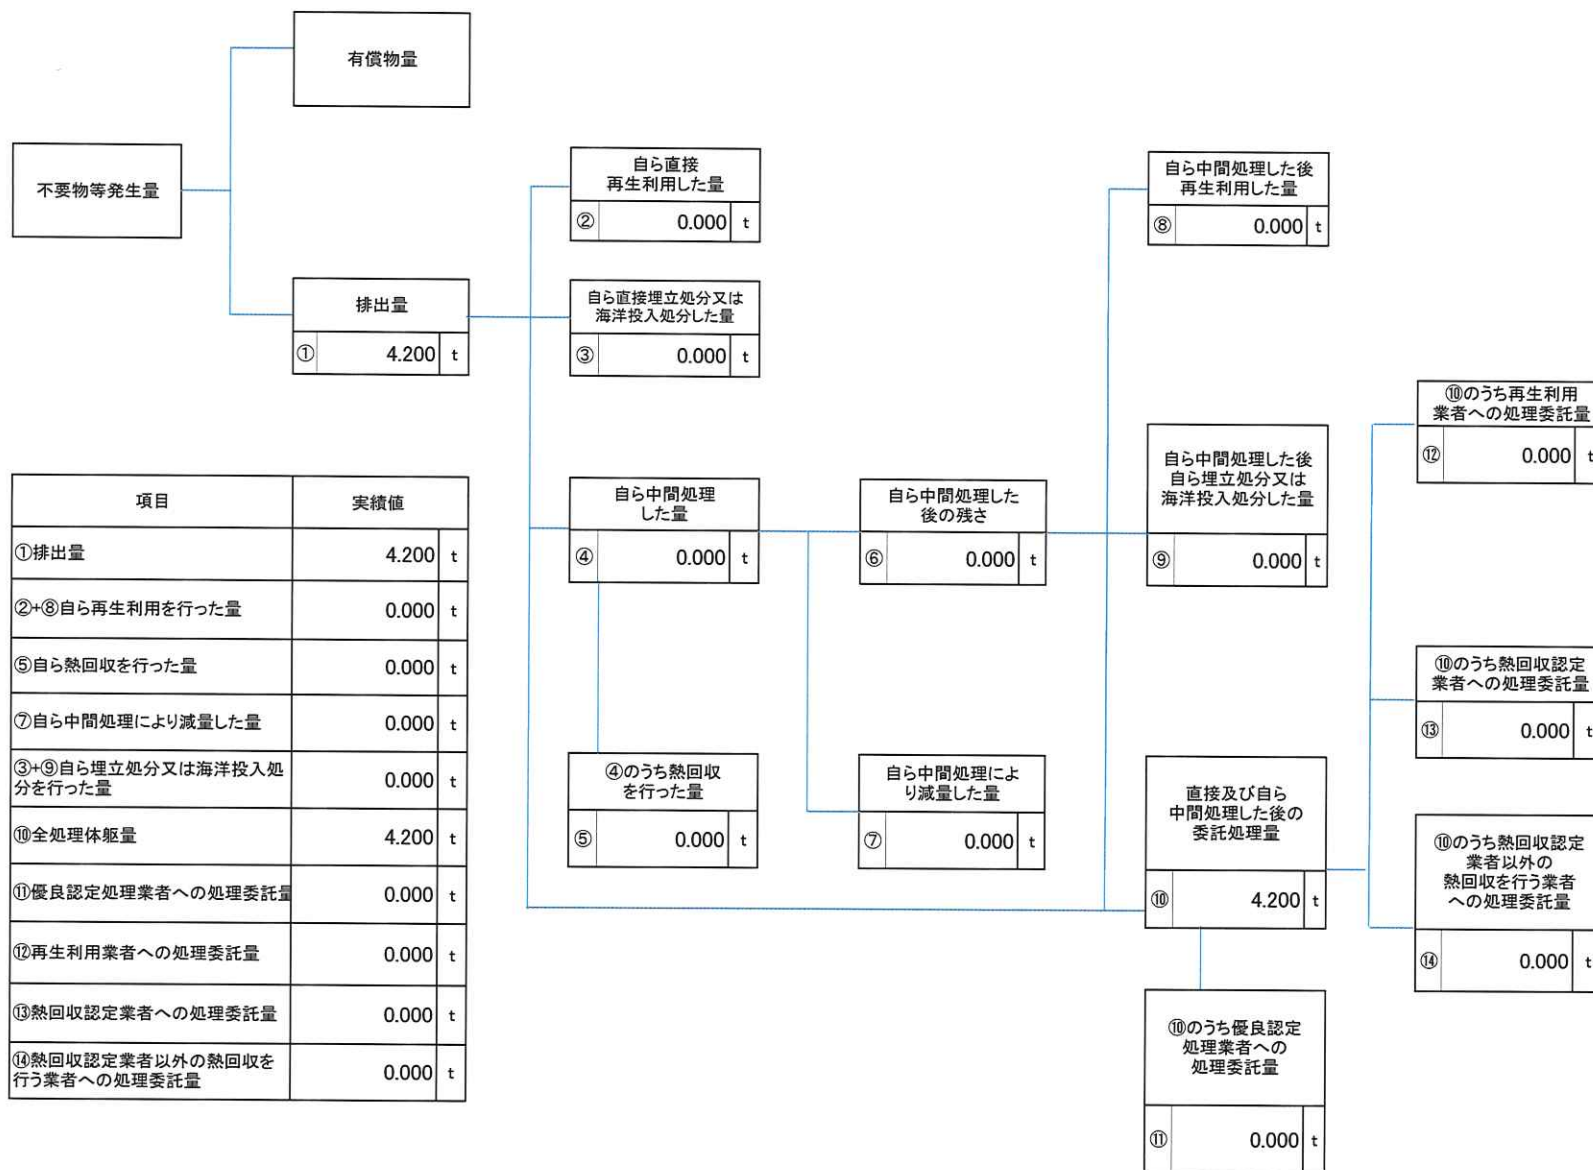 有償物量
不要物等発生量
排出量
① 4.200 t
自ら直接
再生利用した量
② 0.000 t
自ら直接埋立処分又は
海洋投入処分した量
③ 0.000 t
自ら中間処理
した量
④ 0.000 t
④のうち熱回収
を行った量
⑤ 0.000 t
自ら中間処理した
後の残さ
⑥ 0.000 t
自ら中間処理によ
り減量した量
⑦ 0.000 t
自ら中間処理した後
再生利用した量
⑧ 0.000 t
自ら中間処理した後
自ら埋立処分又は
海洋投入処分した量
⑨ 0.000 t
直接及び自ら
中間処理した後の
委託処理量
⑩ 4.200 t
⑩のうち優良認定
処理業者への
処理委託量
⑪ 0.000 t
⑩のうち再生利用
業者への処理委託量
⑫ 0.000 t
⑩のうち熱回収認定
業者への処理委託量
⑬ 0.000 t
⑩のうち熱回収認定
業者以外の
熱回収を行う業者
への処理委託量
⑭ 0.000 t
項目 実績値
①排出量 4.200 t
②+⑧自ら再生利用を行った量 0.000 t
⑤自ら熱回収を行った量 0.000 t
⑦自ら中間処理により減量した量 0.000 t
③+⑨自ら埋立処分又は海洋投入処
分を行った量 0.000 t
⑩全処理体躯量 4.200 t
⑪優良認定処理業者への処理委託量 0.000 t
⑫再生利用業者への処理委託量 0.000 t
⑬熱回収認定業者への処理委託量 0.000 t
⑭熱回収認定業者以外の熱回収を
行う業者への処理委託量 0.000 t